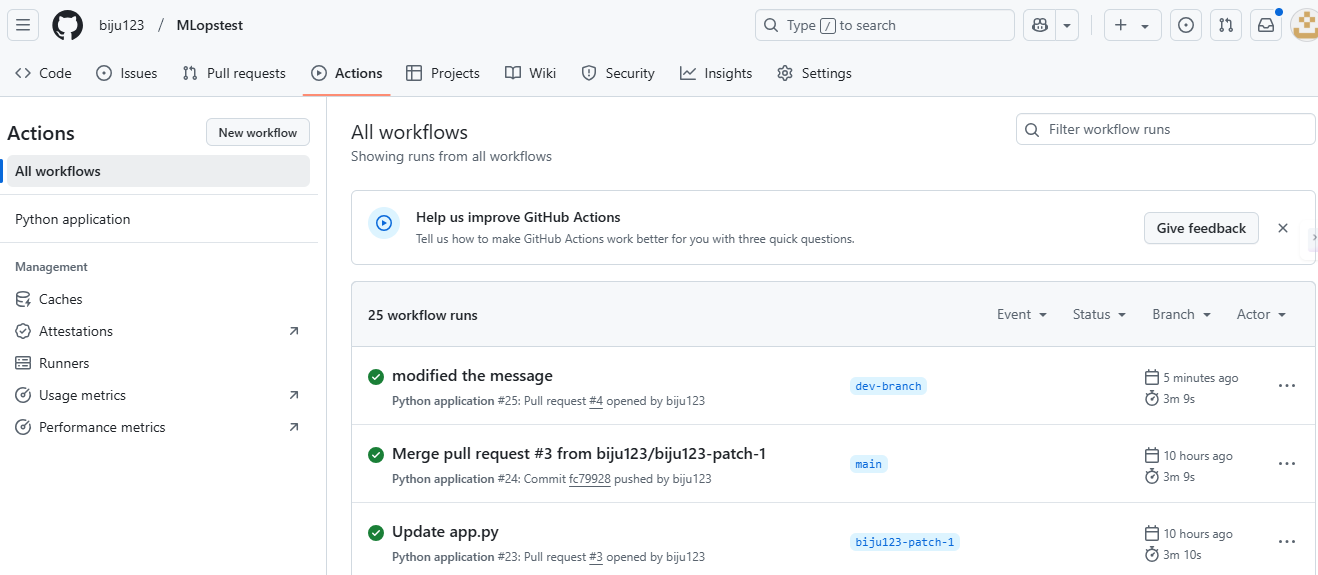 biju123 / MLopstest
Type / to search
Code Issues Pull requests Actions Projects Wiki Security Insights Settings
Actions
New workflow
All workflows
Python application
Management
Caches
Attestations
Runners
Usage metrics
Performance metrics
All workflows
Showing runs from all workflows
Filter workflow runs
Help us improve GitHub Actions
Tell us how to make GitHub Actions work better for you with three quick questions.
Give feedback
25 workflow runs
Event Status Branch Actor
modified the message
Python application #25: Pull request #4 opened by biju123
dev-branch
5 minutes ago
3m 9s
Merge pull request #3 from biju123/biju123-patch-1
Python application #24: Commit fc79928 pushed by biju123
main
10 hours ago
3m 9s
Update app.py
Python application #23: Pull request #3 opened by biju123
biju123-patch-1
10 hours ago
3m 10s